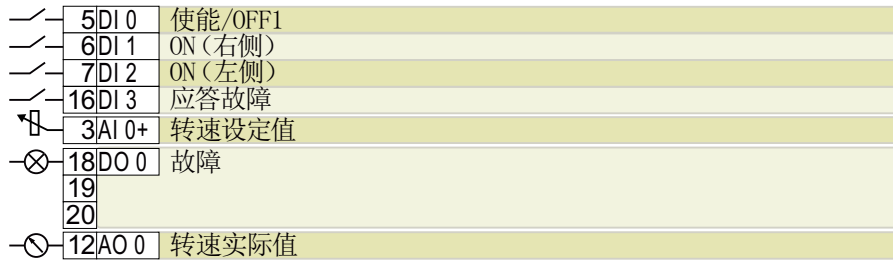 5 DI 0 使能/OFF1
6 DI 1 ON(右侧)
7 DI 2 ON(左侧)
16 DI 3 应答故障
3 AI 0+ 转速设定值
18 DO 0 故障
19
20
12 AO 0 转速实际值